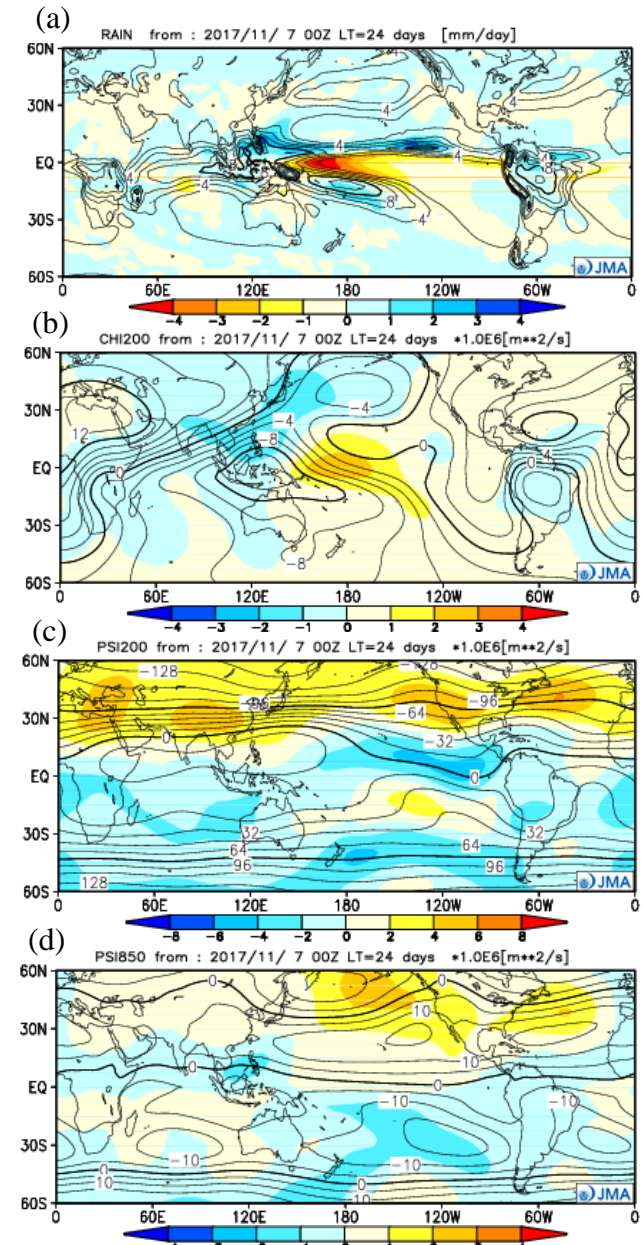 (a)
RAIN from : 2017/11/ 7 00Z LT=24 days [mm/day]
60N
30N
EQ
30S
60S
4 4 4 4 4 8 8 8 8 4 4 4 8
JMA
0 60E 120E 180 120W 60W 0
-4 -3 -2 -1 0 1 2 3 4
(b)
CHI200 from : 2017/11/ 7 00Z LT=24 days *1.0E6[m**2/s]
60N
30N
EQ
30S
60S
12 0 -4 -8 -4 0 4 0 -8
JMA
0 60E 120E 180 120W 60W 0
-4 -3 -2 -1 0 1 2 3 4
(c)
PSI200 from : 2017/11/ 7 00Z LT=24 days *1.0E6[m**2/s]
60N
30N
EQ
30S
60S
-128 -96 -128 -96 -64 -32 0 0 32 32 64 64 96 96 128
JMA
0 60E 120E 180 120W 60W 0
-8 -6 -4 -2 0 2 4 6 8
(d)
PSI850 from : 2017/11/ 7 00Z LT=24 days *1.0E6[m**2/s]
60N
30N
EQ
30S
60S
0 0 10 10 10 0 0 -10 -10 -10 -10 0 0 10 10
JMA
0 60E 120E 180 120W 60W 0